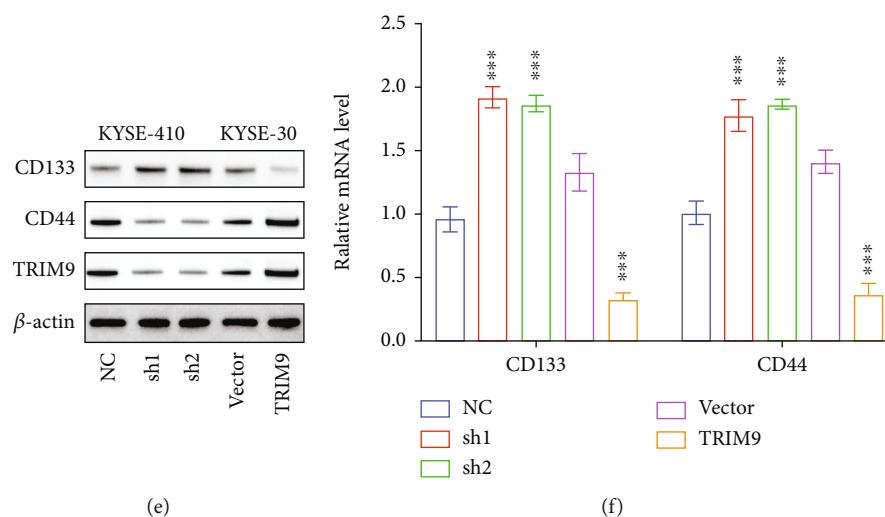 KYSE-410 KYSE-30
CD133
CD44
TRIM9
β-actin
NC
sh1
sh2
Vector
TRIM9
(e)
Ralative mRNA level
2.5
2.0
1.5
1.0
0.5
0.0
*** *** *** *** *** ***
CD133 CD44
NC
sh1
sh2
Vector
TRIM9
(f)